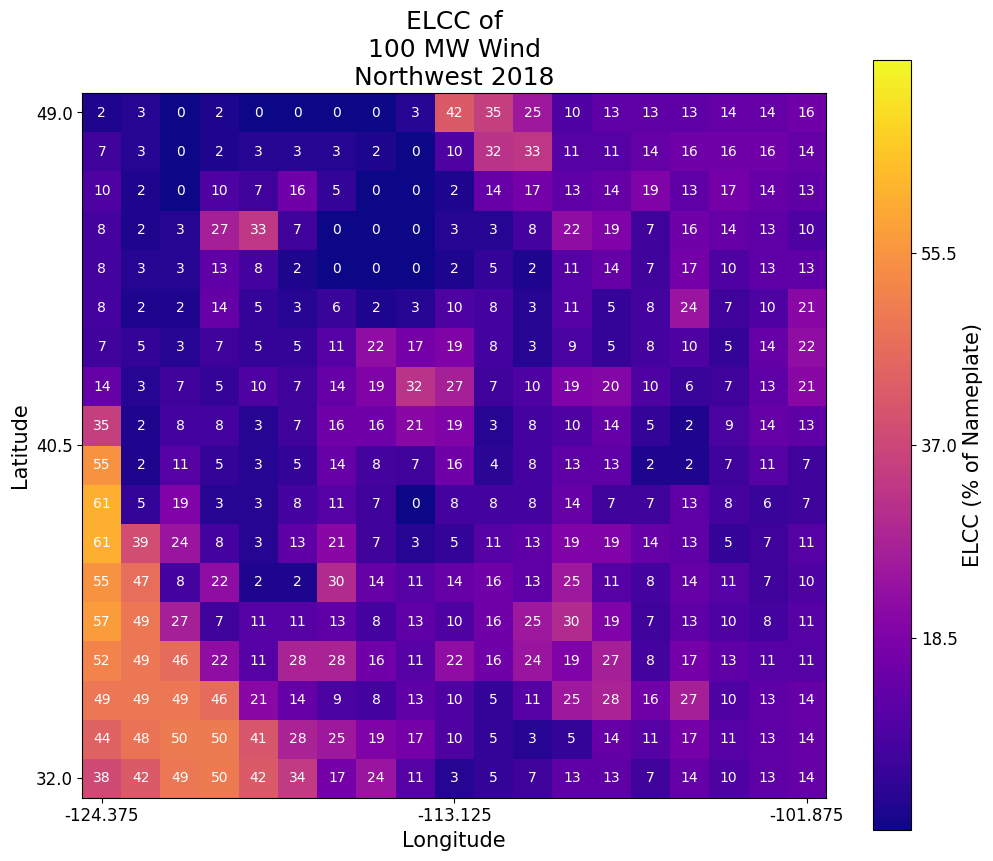 ELCC of
100 MW Wind
Northwest 2018
49.0 2 3 0 2 0 0 0 0 3 42 35 25 10 13 13 13 14 14 16
7 3 0 2 3 3 3 2 0 10 32 33 11 11 14 16 16 16 14
10 2 0 10 7 16 5 0 0 2 14 17 13 14 19 13 17 14 13
8 2 3 27 33 7 0 0 0 3 3 8 22 19 7 16 14 13 10
8 3 3 13 8 2 0 0 0 2 5 2 11 14 7 17 10 13 13
8 2 2 14 5 3 6 2 3 10 8 3 11 5 8 24 7 10 21
7 5 3 7 5 5 11 22 17 19 8 3 9 5 8 10 5 14 22
14 3 7 5 10 7 14 19 32 27 7 10 19 20 10 6 7 13 21
40.5 35 2 8 8 3 7 16 16 21 19 3 8 10 14 5 2 9 14 13
55 2 11 5 3 5 14 8 7 16 4 8 13 13 2 2 7 11 7
61 5 19 3 3 8 11 7 0 8 8 8 14 7 7 13 8 6 7
61 39 24 8 3 13 21 7 3 5 11 13 19 19 14 13 5 7 11
55 47 8 22 2 2 30 14 11 14 16 13 25 11 8 14 11 7 10
57 49 27 7 11 11 13 8 13 10 16 25 30 19 7 13 10 8 11
52 49 46 22 11 28 28 16 11 22 16 24 19 27 8 17 13 11 11
49 49 49 46 21 14 9 8 13 10 5 11 25 28 16 27 10 13 14
44 48 50 50 41 28 25 19 17 10 5 3 5 14 11 17 11 13 14
32.0 38 42 49 50 42 34 17 24 11 3 5 7 13 13 7 14 10 13 14
-124.375 -113.125 -101.875
Longitude
Latitude
55.5
37.0
18.5
ELCC (% of Nameplate)